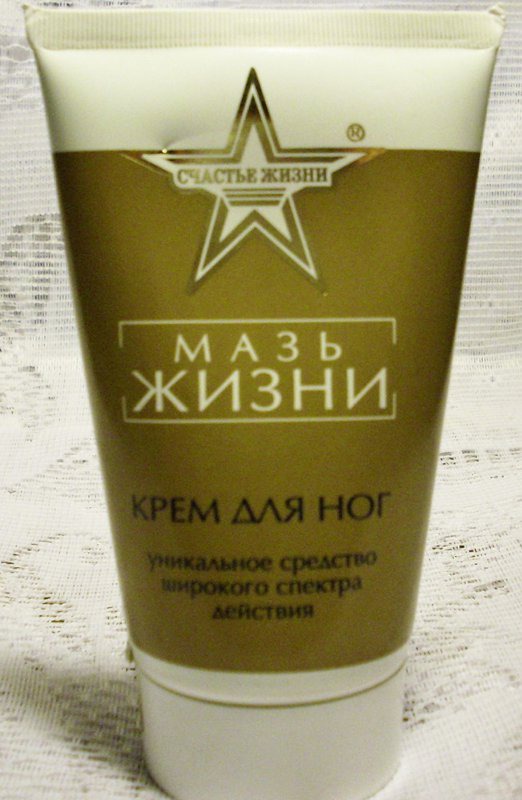 ®
СЧАСТЬЕ ЖИЗНИ
МАЗЬ
ЖИЗНИ
КРЕМ ДЛЯ НОГ
уникальное средство
широкого спектра
действия